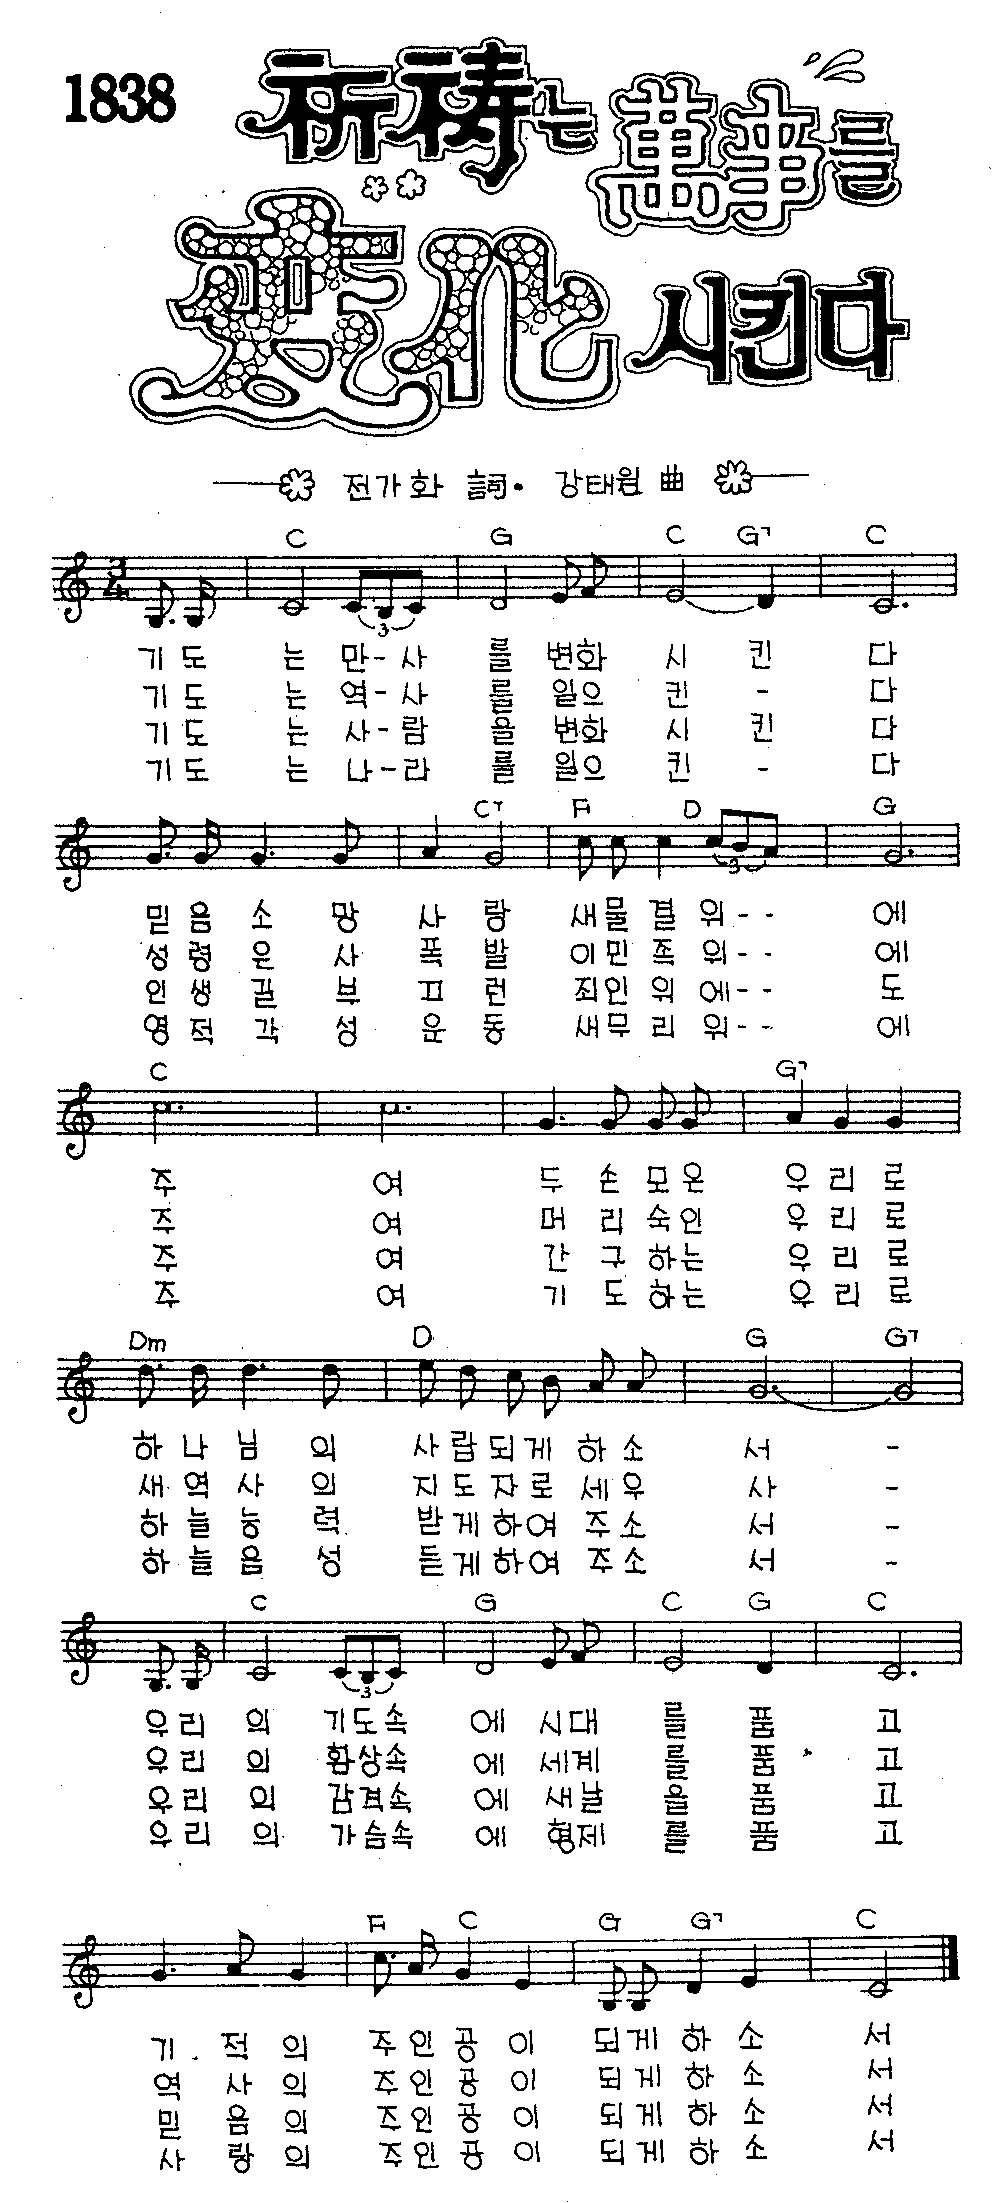 1838
祈祷는 萬事를
変化 시킨다
전가화 詞· 강태원 曲
C G C G7 C
3/4
3
기도 는 만-사 를 변화 시 킨 다
기도 는 역-사 를 일으 킨 - 다
기도 는 사-람 을 변화 시 킨 다
기도 는 나-라 를 일으 킨 - 다
C7 F D G
3
믿 음 소 망 사 랑 새물 결 위-- 에
성 령 은 사 폭 발 이민 족 위-- 에
인 생 길 부 끄 런 죄인 위 에-- 도
영 적 각 성 운 동 새무 리 위-- 에
C G7
주 여 두 손 모 은 우 리 로
주 여 머 리 숙인 우 리 로
주 여 간 구 하는 우 리 로
주 여 기 도 하는 우 리 로
Dm D G G7
하 나 님 의 사 람 되 게 하 소 서 -
새 역 사 의 지 도 자 로 세 우 사 -
하 늘 능 력 받 게 하여 주 소 서 -
하 늘 음 성 듣 게 하여 주 소 서 -
C G C G C
3
우 리 의 기도속 에 시대 를 품 고
우 리 의 환상속 에 세계 를 품 고
우 리 의 감격속 에 새날 을 품 고
우 리 의 가슴속 에 형제 를 품 고
F C G G7 C
기 적 의 주 인 공 이 되게 하 소 서
역 사 의 주 인 공 이 되게 하 소 서
믿 음 의 주 인 공 이 되게 하 소 서
사 랑 의 주 인 공 이 되게 하 소 서